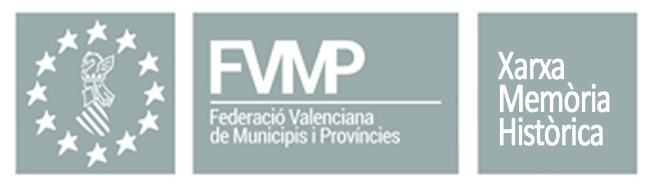 FVMP
Federació Valenciana
de Municipis i Províncies
Xarxa
Memòria
Històrica